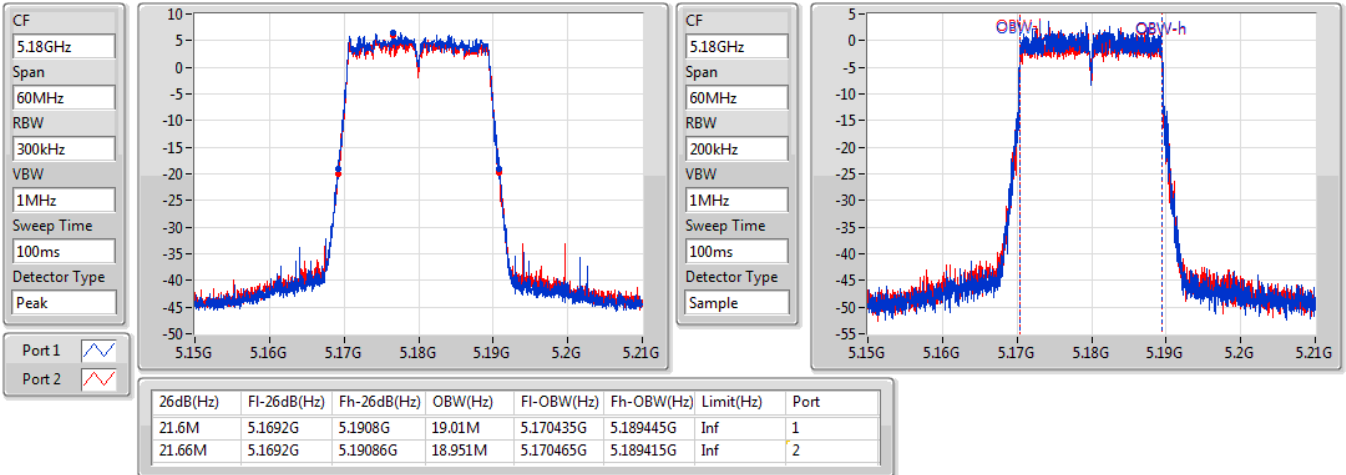 CF
5.18GHz
Span
60MHz
RBW
300kHz
VBW
1MHz
Sweep Time
100ms
Detector Type
Peak
Port 1
Port 2
10
5
0
-5
-10
-15
-20
-25
-30
-35
-40
-45
-50
5.15G 5.16G 5.17G 5.18G 5.19G 5.2G 5.21G
CF
5.18GHz
Span
60MHz
RBW
200kHz
VBW
1MHz
Sweep Time
100ms
Detector Type
Sample
OBW-l OBW-h
5
0
-5
-10
-15
-20
-25
-30
-35
-40
-45
-50
-55
5.15G 5.16G 5.17G 5.18G 5.19G 5.2G 5.21G
26dB(Hz) Fl-26dB(Hz) Fh-26dB(Hz) OBW(Hz) Fl-OBW(Hz) Fh-OBW(Hz) Limit(Hz) Port
21.6M 5.1692G 5.1908G 19.01M 5.170435G 5.189445G Inf 1
21.66M 5.1692G 5.19086G 18.951M 5.170465G 5.189415G Inf 2